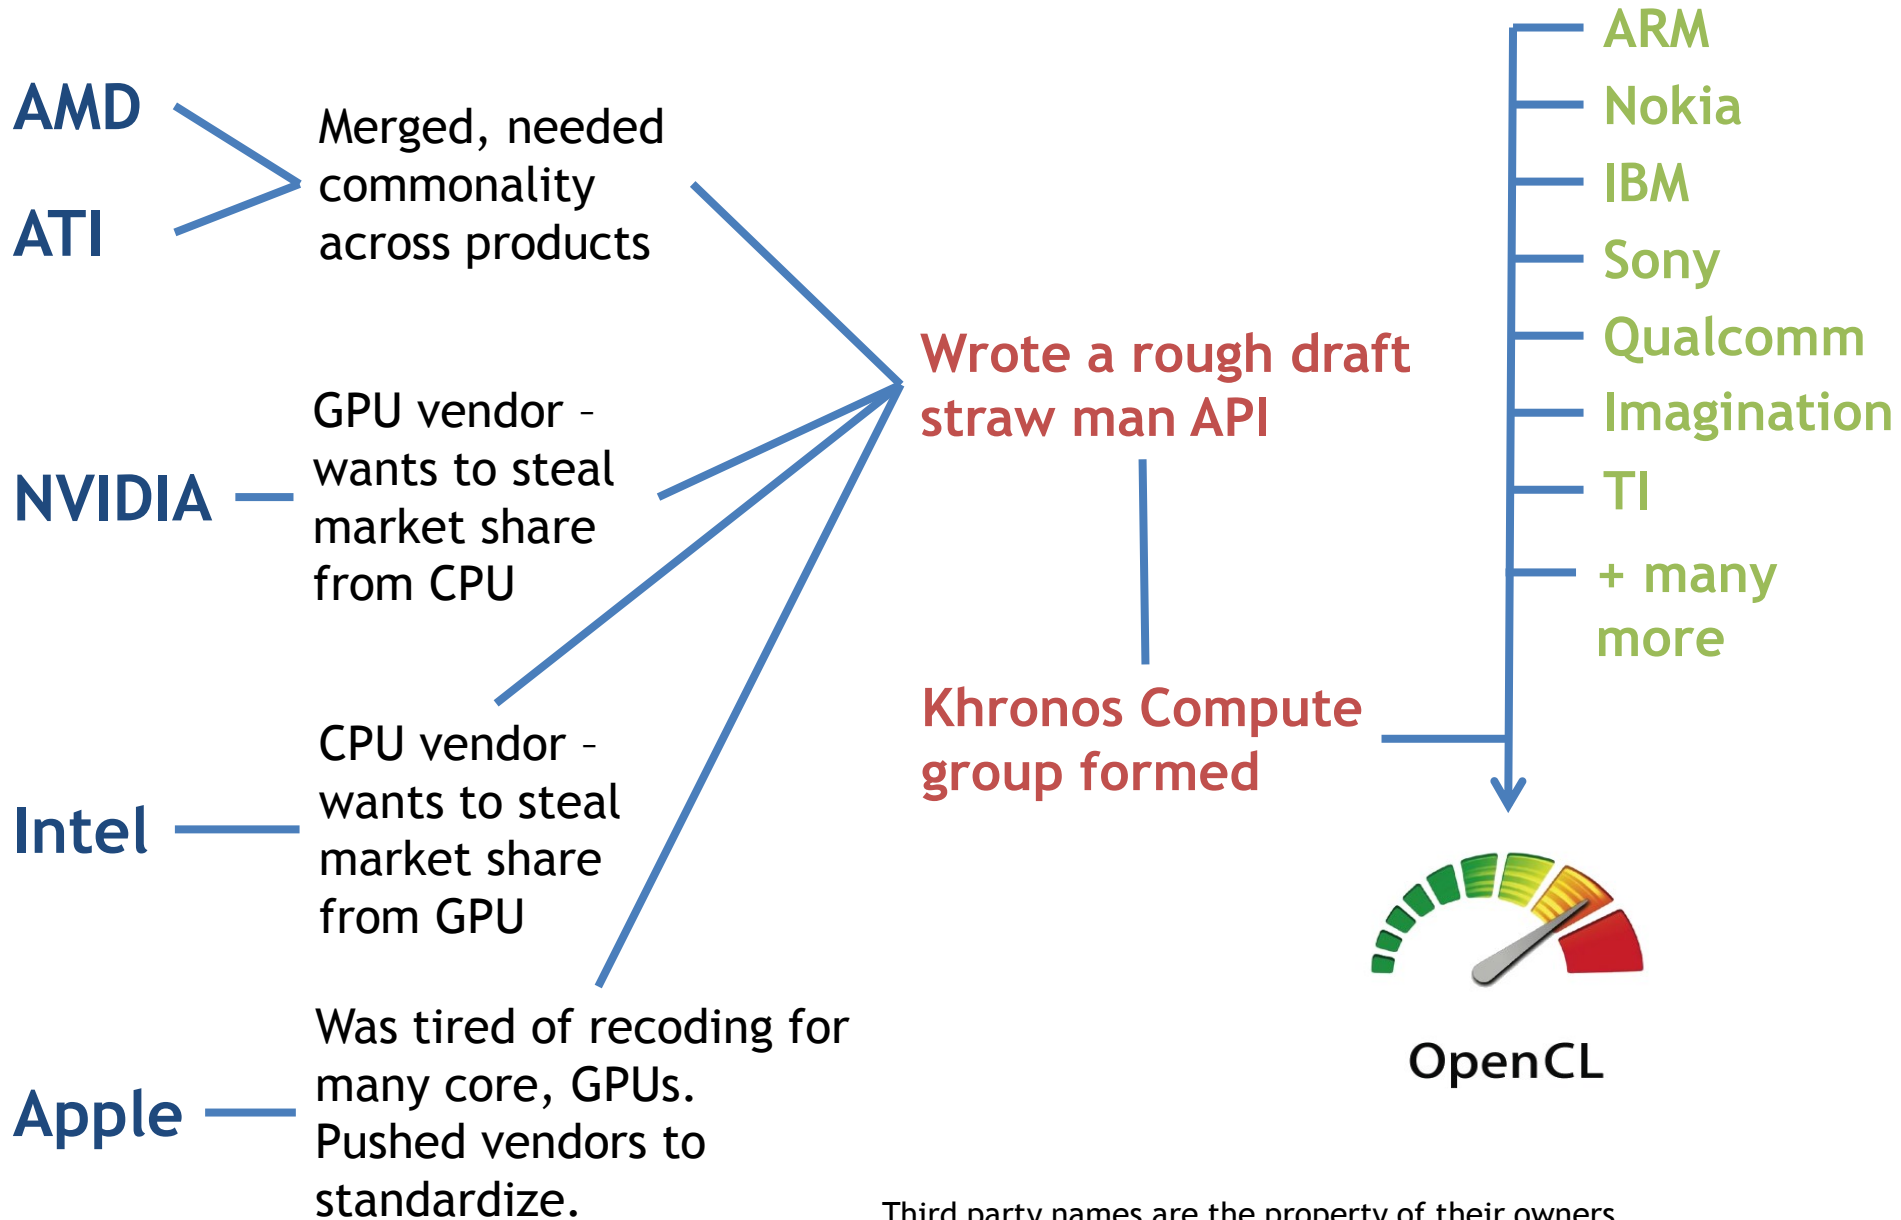 AMD
ATI
Merged, needed
commonality
across products
NVIDIA
GPU vendor –
wants to steal
market share
from CPU
Intel
CPU vendor –
wants to steal
market share
from GPU
Apple
Was tired of recoding for
many core, GPUs.
Pushed vendors to
standardize.
Wrote a rough draft
straw man API
Khronos Compute
group formed
ARM
Nokia
IBM
Sony
Qualcomm
Imagination
TI
+ many
more
OpenCL
Third party names are the property of their owners